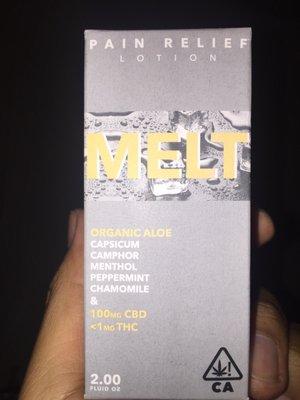 PAIN RELIEF
LOTION
MELT
ORGANIC ALOE
CAPSICUM
CAMPHOR
MENTHOL
PEPPERMINT
CHAMOMILE
&
100MG CBD
<1MG THC
2.00
FLUID OZ
!
CA